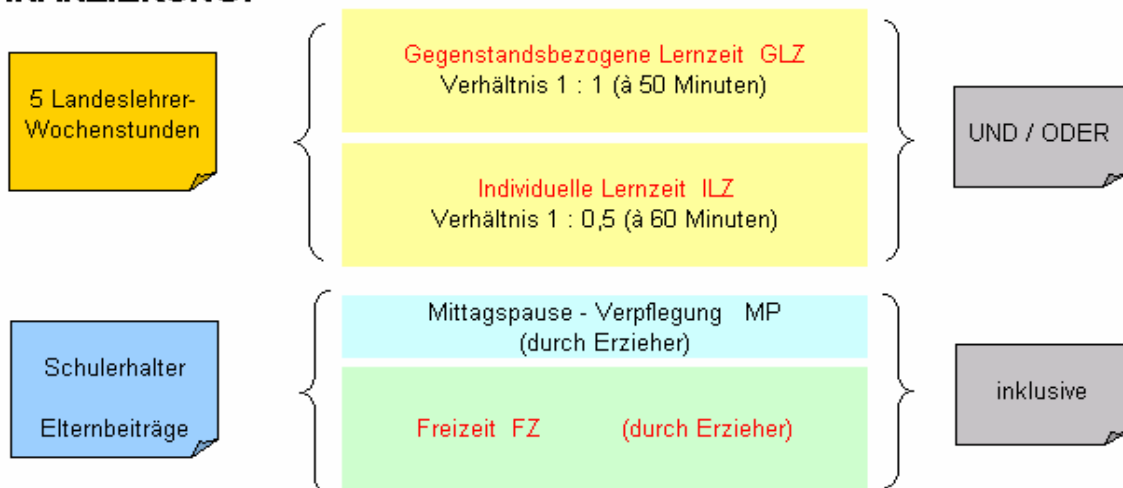 5 Landeslehrer-
Wochenstunden
Gegenstandsbezogene Lernzeit GLZ
Verhältnis 1 : 1 (à 50 Minuten)
Individuelle Lernzeit ILZ
Verhältnis 1 : 0,5 (à 60 Minuten)
UND / ODER
Schulerhalter
Elternbeiträge
Mittagspause - Verpflegung MP
(durch Erzieher)
Freizeit FZ (durch Erzieher)
inklusive